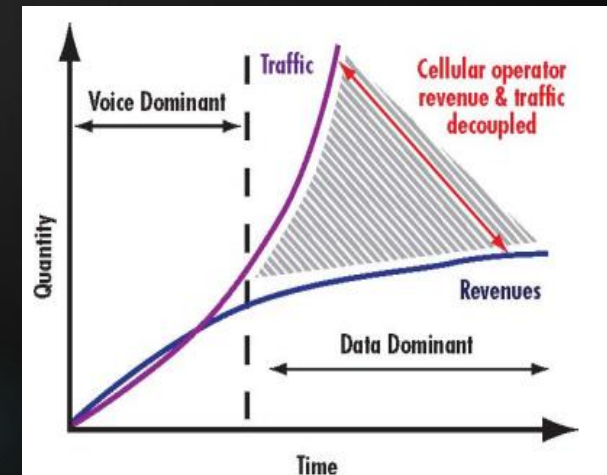 Traffic
Cellular operator
revenue & traffic
decoupled
Voice Dominant
Quantity
Revenues
Data Dominant
Time